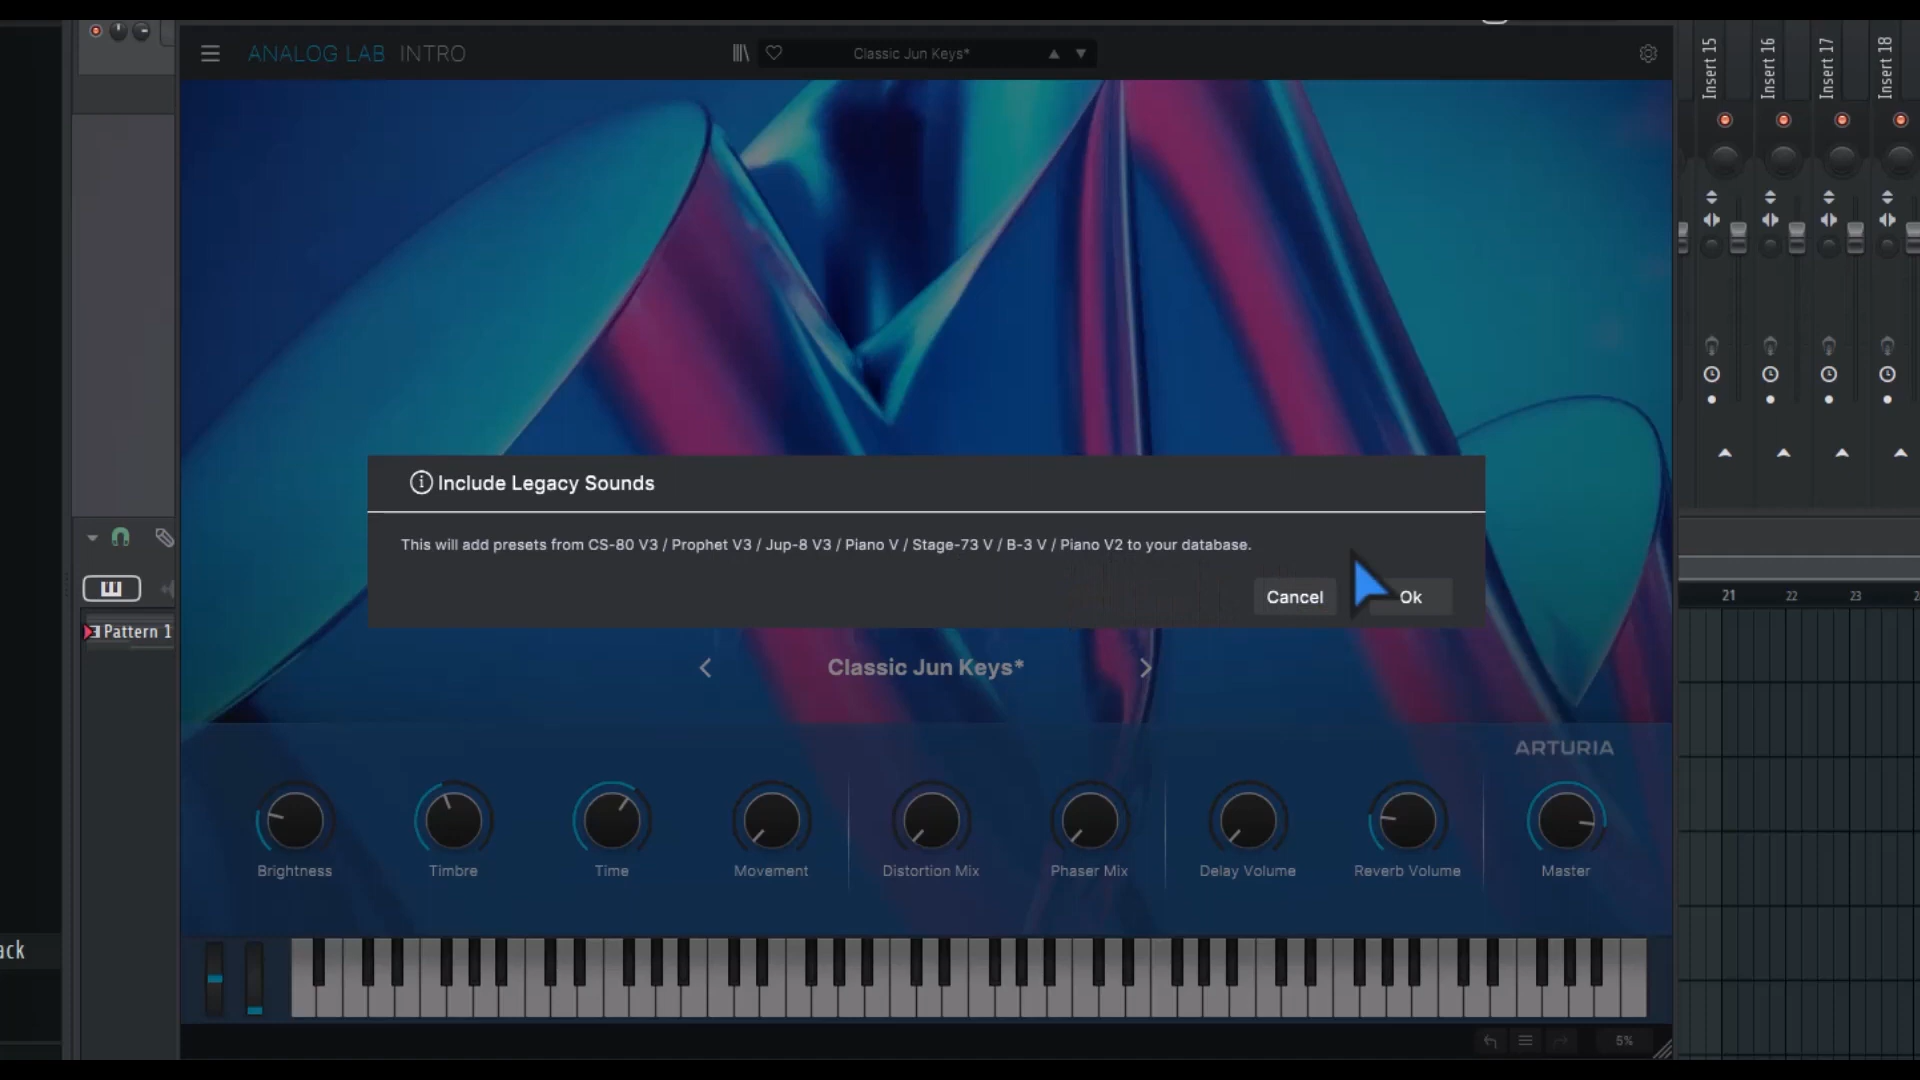 ANALOG LAB INTRO
Classic Jun Keys*
Insert 15
Insert 16
Insert 17
Insert 18
Include Legacy Sounds
This will add presets from CS-80 V3 / Prophet V3 / Jup-8 V3 / Piano V / Stage-73 V / B-3 V / Piano V2 to your database.
Cancel
Ok
Pattern 1
21
22
23
Classic Jun Keys*
ARTURIA
Brightness
Timbre
Time
Movement
Distortion Mix
Phaser Mix
Delay Volume
Reverb Volume
Master
ack
5%